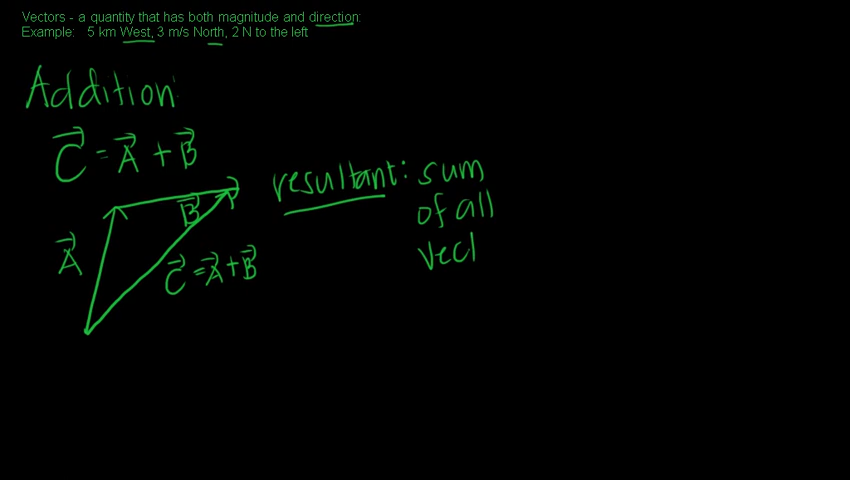 Vectors - a quantity that has both magnitude and direction:
Example: 5 km West, 3 m/s North, 2 N to the left
Addition:
C⃗ = A⃗ + B⃗
resultant: sum
of all
vect
B⃗
A⃗
C⃗ = A⃗ + B⃗